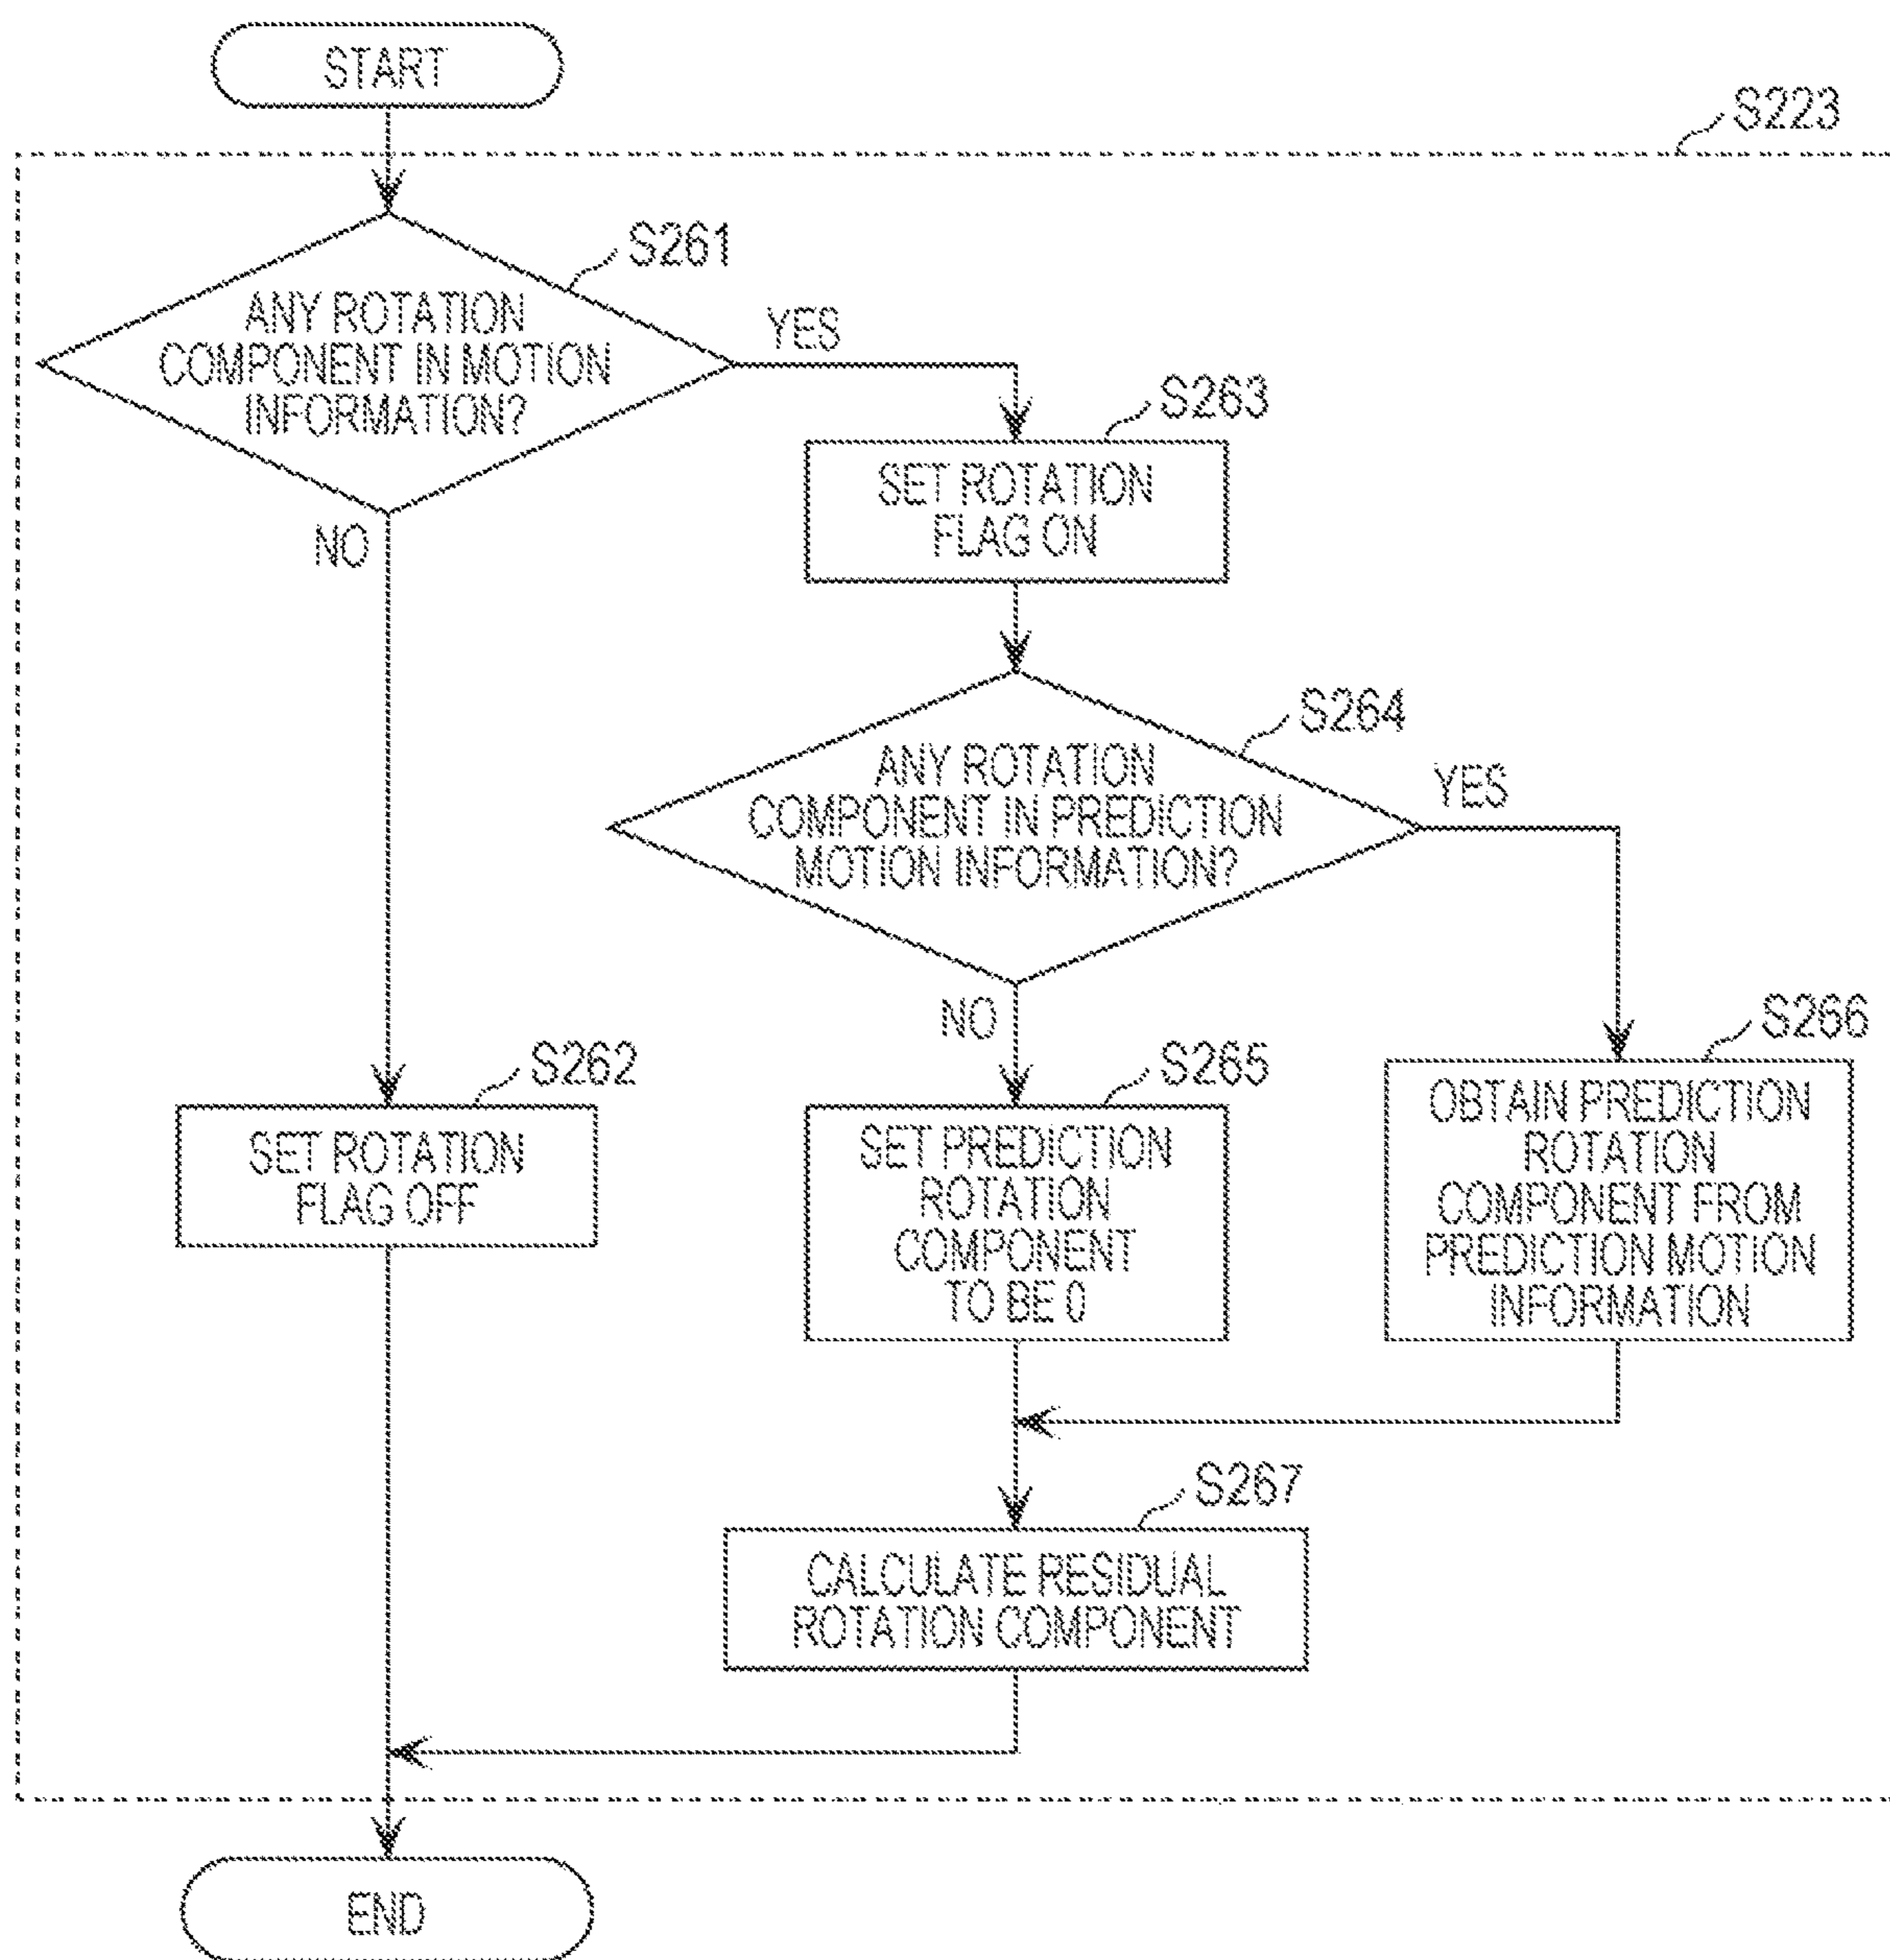 START
S223
S261
ANY ROTATION
COMPONENT IN MOTION
INFORMATION?
YES
NO
S263
SET ROTATION
FLAG ON
S264
ANY ROTATION
COMPONENT IN PREDICTION
MOTION INFORMATION?
YES
NO
S262
SET ROTATION
FLAG OFF
S265
SET PREDICTION
ROTATION
COMPONENT
TO BE 0
S266
OBTAIN PREDICTION
ROTATION
COMPONENT FROM
PREDICTION MOTION
INFORMATION
S267
CALCULATE RESIDUAL
ROTATION COMPONENT
END